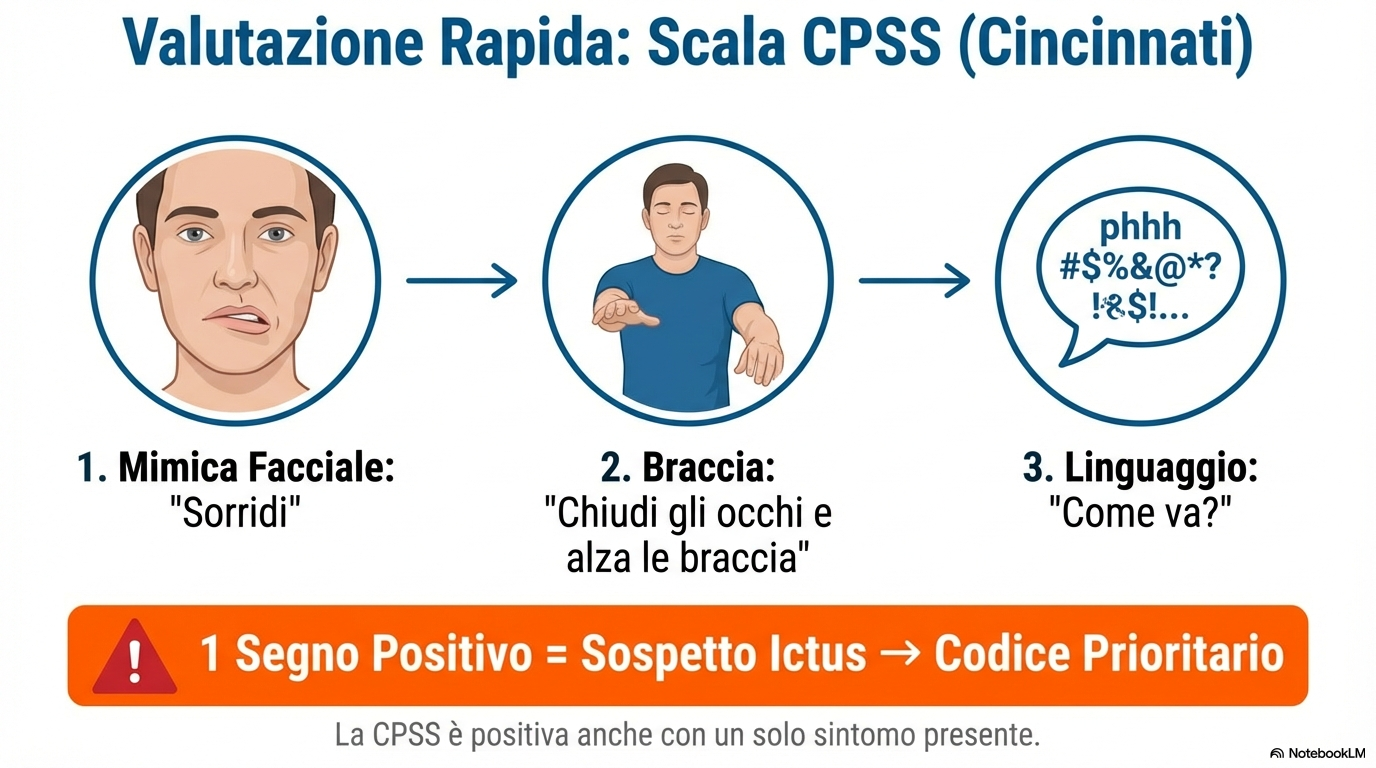 Valutazione Rapida: Scala CPSS (Cincinnati)
phhh
#$%&@*?
!&$!...
1. Mimica Facciale:
"Sorridi"
2. Braccia:
"Chiudi gli occhi e
alza le braccia"
3. Linguaggio:
"Come va?"
! 1 Segno Positivo = Sospetto Ictus → Codice Prioritario
La CPSS è positiva anche con un solo sintomo presente.
NotebookLM